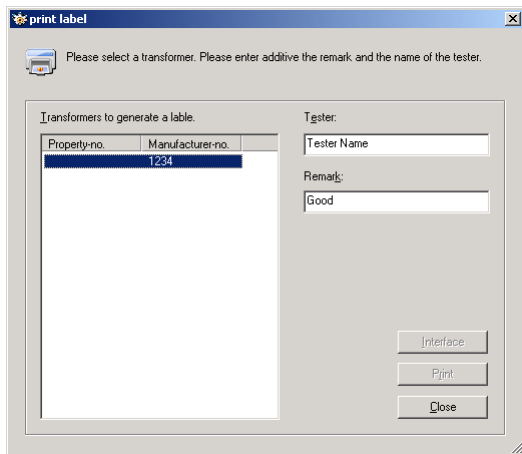 print label
Please select a transformer. Please enter additive the remark and the name of the tester.
Transformers to generate a lable.
Property-no. Manufacturer-no.
1234
Tester:
Tester Name
Remark:
Good
Interface
Print
Close